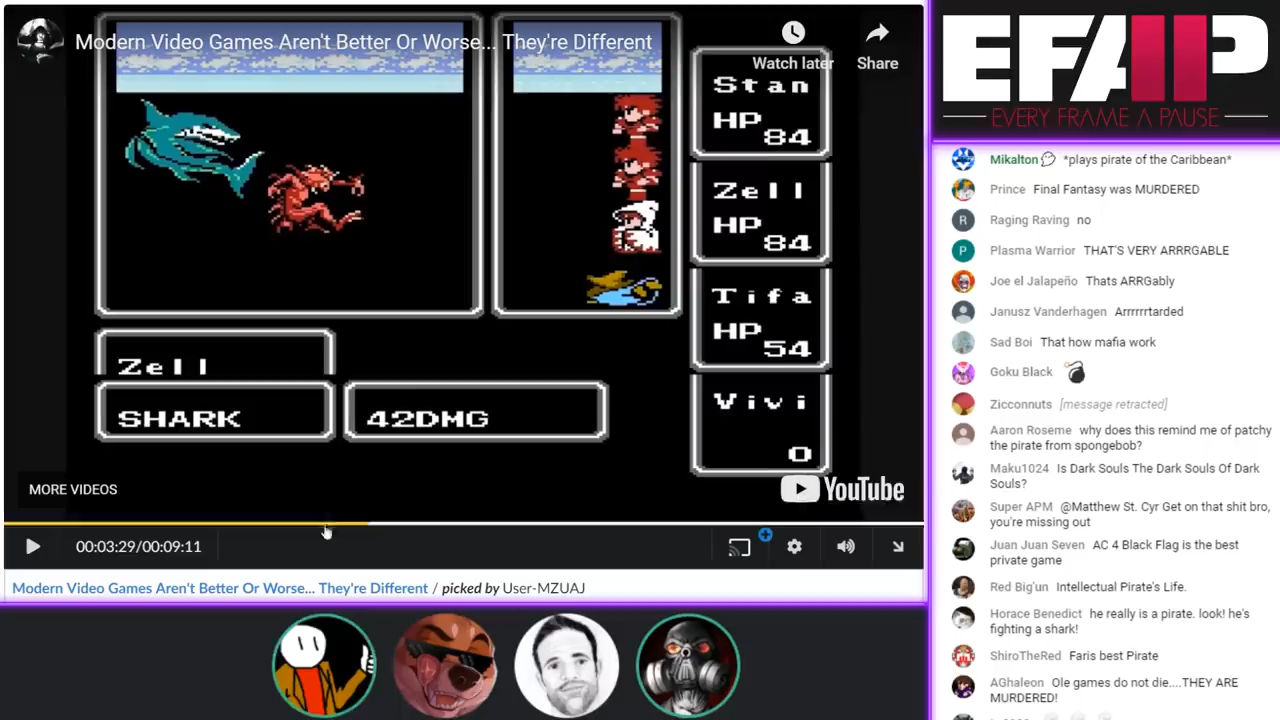 Modern Video Games Aren't Better Or Worse... They're Different
Watch later
Share
Stan
HP
84
Zell
HP
84
Tifa
HP
54
Vivi
0
Zell
SHARK
42DMG
MORE VIDEOS
YouTube
00:03:29/00:09:11
Modern Video Games Aren't Better Or Worse... They're Different / picked by User-MZUAJ
EFAP
EVERY FRAME A PAUSE
Mikalton *plays pirate of the Caribbean*
Prince Final Fantasy was MURDERED
R Raging Raving no
P Plasma Warrior THAT'S VERY ARRRGABLE
Joe el Jalapeño Thats ARRGably
Janusz Vanderhagen Arrrrrrtarded
Sad Boi That how mafia work
Goku Black
Zicconnuts [message retracted]
Aaron Roseme why does this remind me of patchy
the pirate from spongebob?
Maku1024 Is Dark Souls The Dark Souls Of Dark
Souls?
Super APM @Matthew St. Cyr Get on that shit bro,
you're missing out
Juan Juan Seven AC 4 Black Flag is the best
private game
Red Big'un Intellectual Pirate's Life.
Horace Benedict he really is a pirate. look! he's
fighting a shark!
ShiroTheRed Faris best Pirate
AGhaleon Ole games do not die....THEY ARE
MURDERED!